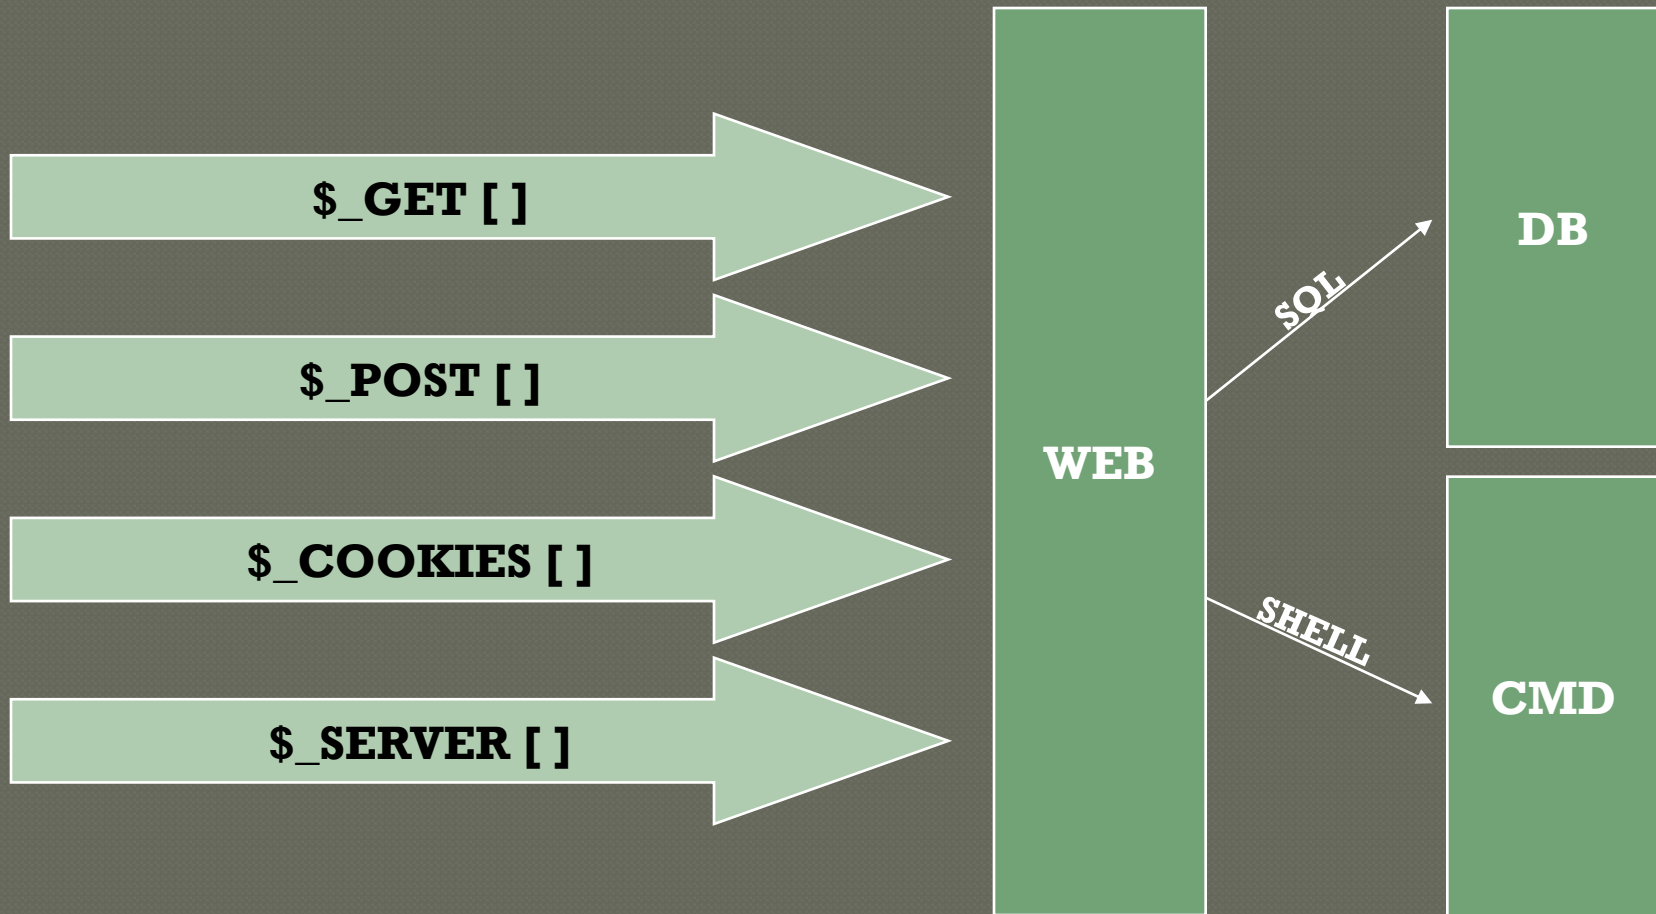 $_GET [ ]
$_POST [ ]
$_COOKIES [ ]
$_SERVER [ ]
WEB
SQL
SHELL
DB
CMD